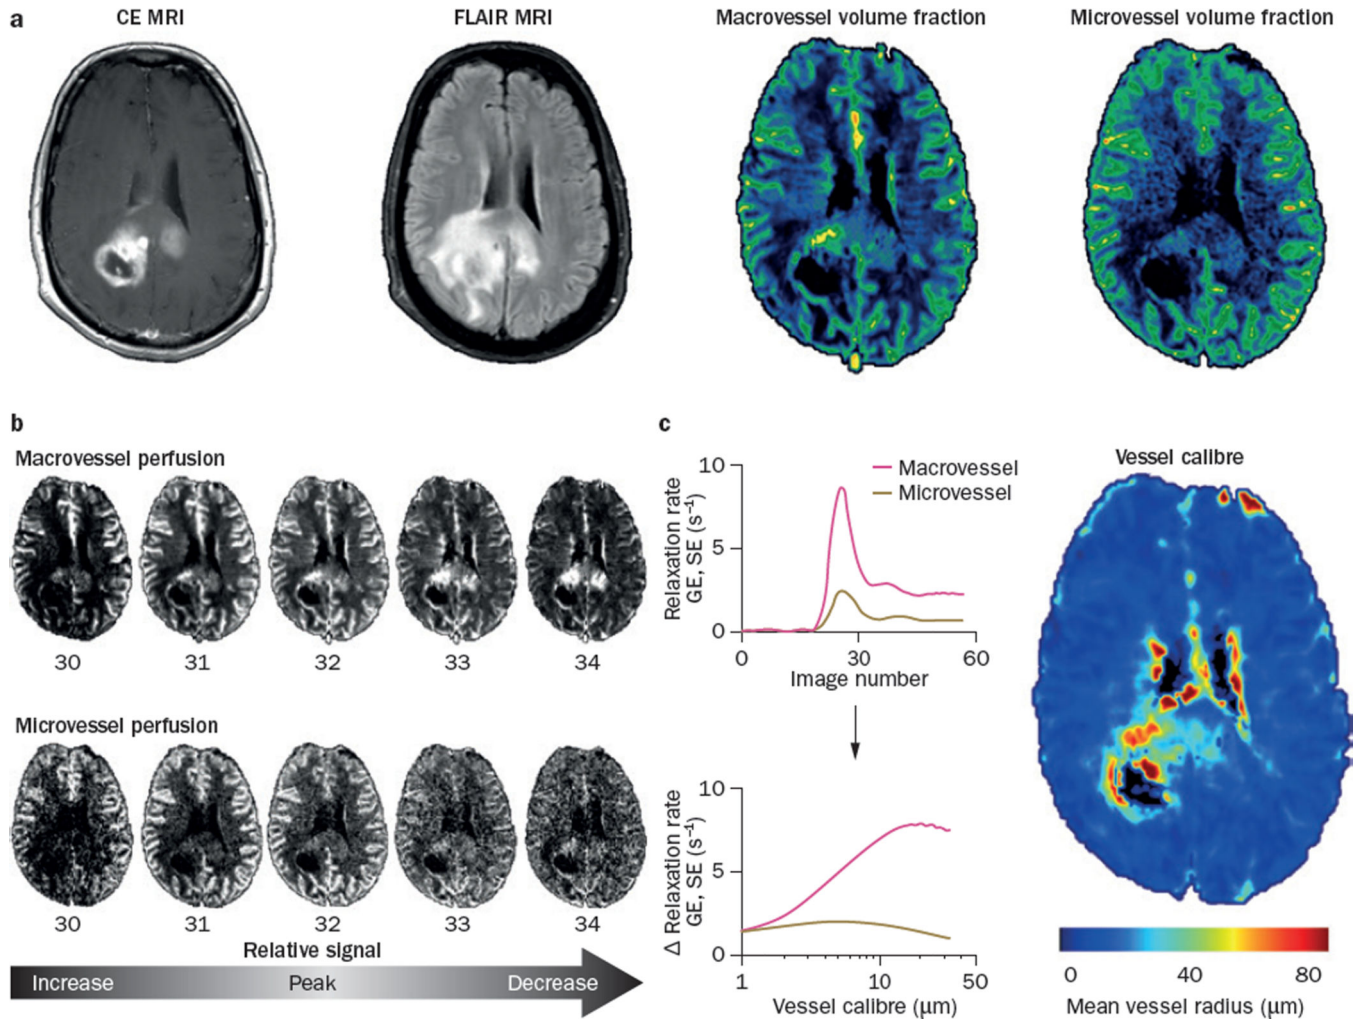 a
CE MRI
FLAIR MRI
Macrovessel volume fraction
Microvessel volume fraction
b
Macrovessel perfusion
30 31 32 33 34
Microvessel perfusion
30 31 32 33 34
Relative signal
Increase Peak Decrease
c
Relaxation rate
GE, SE (s⁻¹)
10
5
0
0 30 60
Image number
Macrovessel
Microvessel
Δ Relaxation rate
GE, SE (s⁻¹)
10
5
0
1 10 50
Vessel calibre (μm)
Vessel calibre
0 40 80
Mean vessel radius (μm)